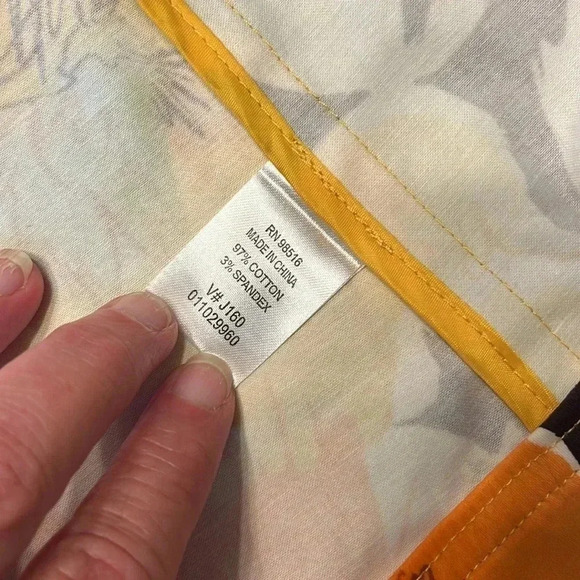 RN 98516
MADE IN CHINA
97% COTTON
3% SPANDEX
V# J160
011029960